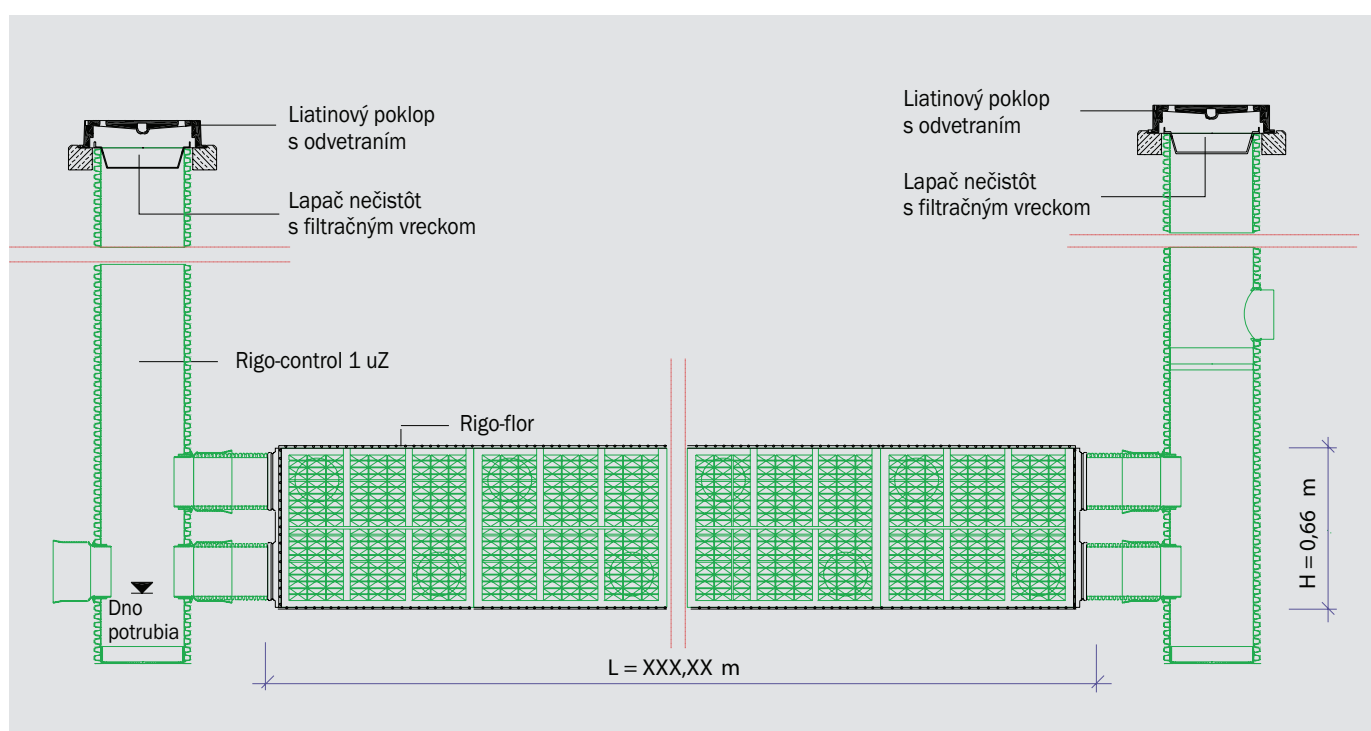 Liatinový poklop
s odvetraním
Lapač nečistôt
s filtračným vreckom
Liatinový poklop
s odvetraním
Lapač nečistôt
s filtračným vreckom
Rigo-control 1 uZ
Rigo-flor
Dno
potrubia
L = XXX,XX m
H = 0,66 m